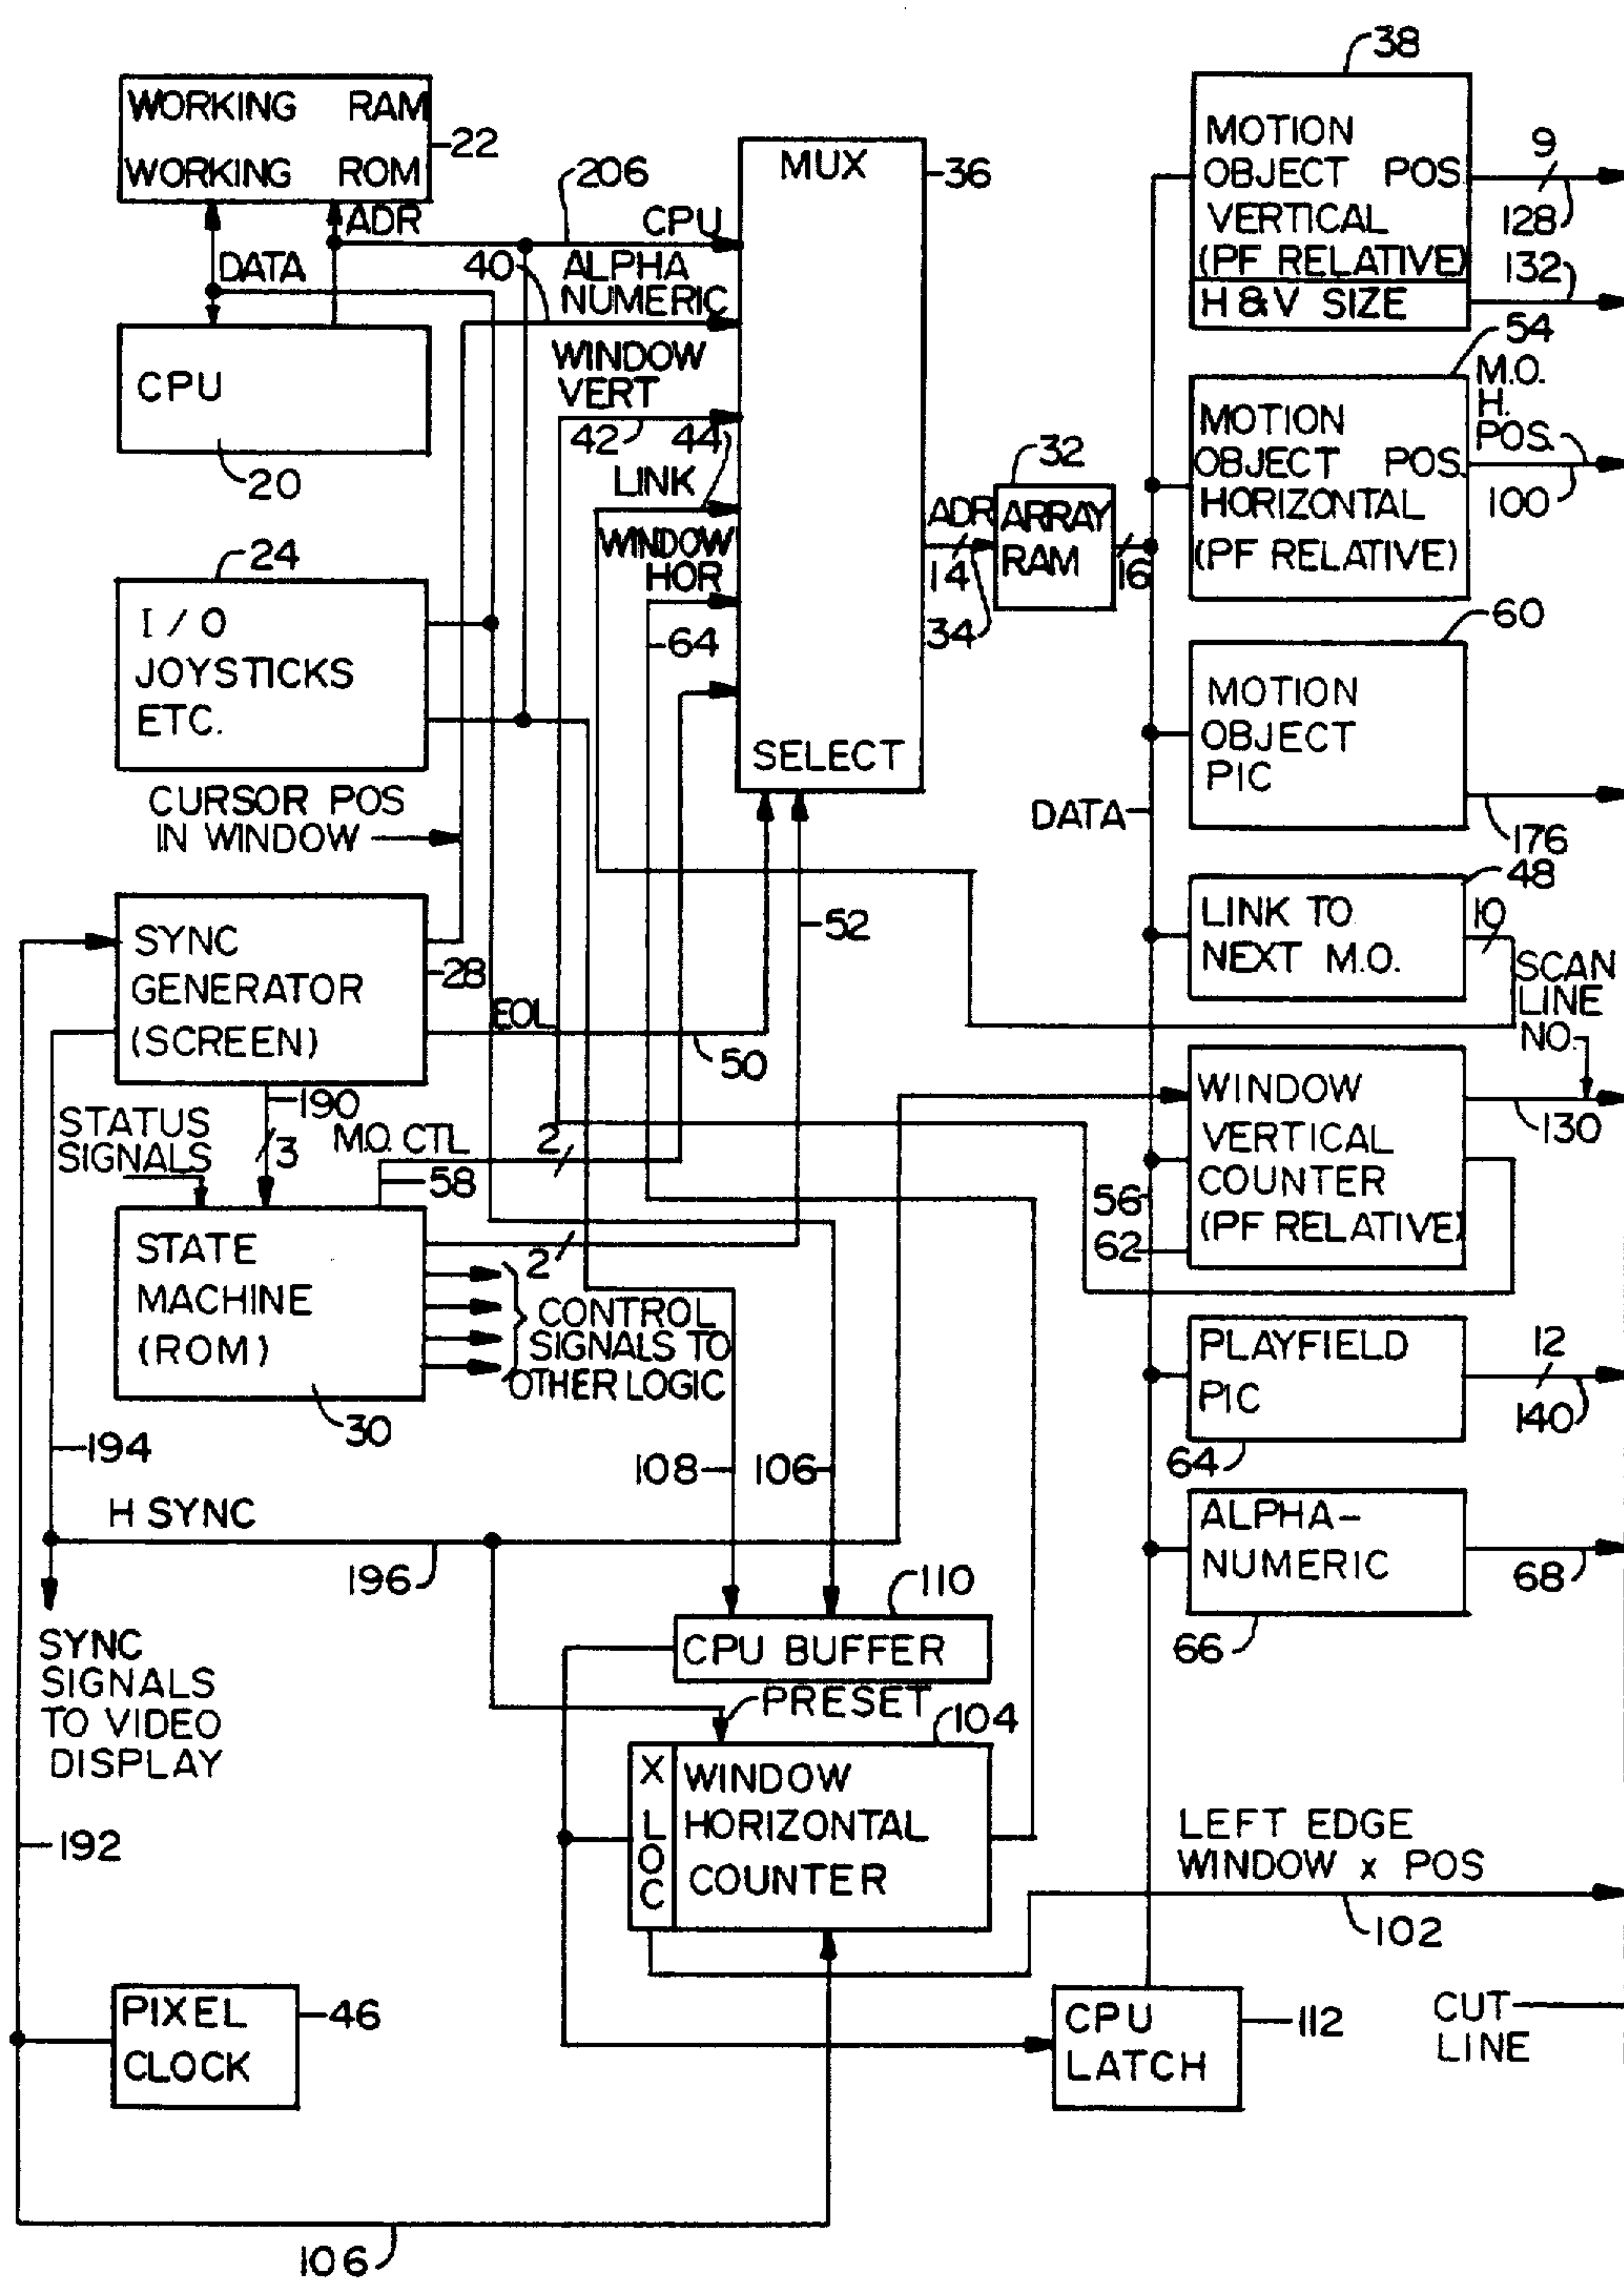 WORKING RAM
WORKING ROM
22
ADR
DATA
CPU
20
24
I/O
JOYSTICKS
ETC.
CURSOR POS
IN WINDOW
SYNC
GENERATOR
(SCREEN)
28
EOL
50
190
3
STATUS
SIGNALS
M.O. CTL
58
2
STATE
MACHINE
(ROM)
30
2
CONTROL
SIGNALS TO
OTHER LOGIC
194
H SYNC
196
SYNC
SIGNALS
TO VIDEO
DISPLAY
192
PIXEL
CLOCK
46
106
206
CPU
40
ALPHA
NUMERIC
WINDOW
VERT
42
44
LINK
WINDOW
HOR
64
MUX
36
SELECT
52
ADR
14
34
32
ARRAY
RAM
16
DATA
108
106
110
CPU BUFFER
PRESET
104
X LOC
WINDOW
HORIZONTAL
COUNTER
38
MOTION
OBJECT POS.
VERTICAL
(PF RELATIVE)
H & V SIZE
9
128
132
54
MOTION
OBJECT POS.
HORIZONTAL
(PF RELATIVE)
M.O.
H.
POS.
100
60
MOTION
OBJECT
PIC
176
48
LINK TO
NEXT M.O.
10
SCAN
LINE
NO.
WINDOW
VERTICAL
COUNTER
(PF RELATIVE)
56
62
130
PLAYFIELD
PIC
12
140
64
ALPHA-
NUMERIC
68
66
LEFT EDGE
WINDOW x POS
102
CPU
LATCH
112
CUT
LINE